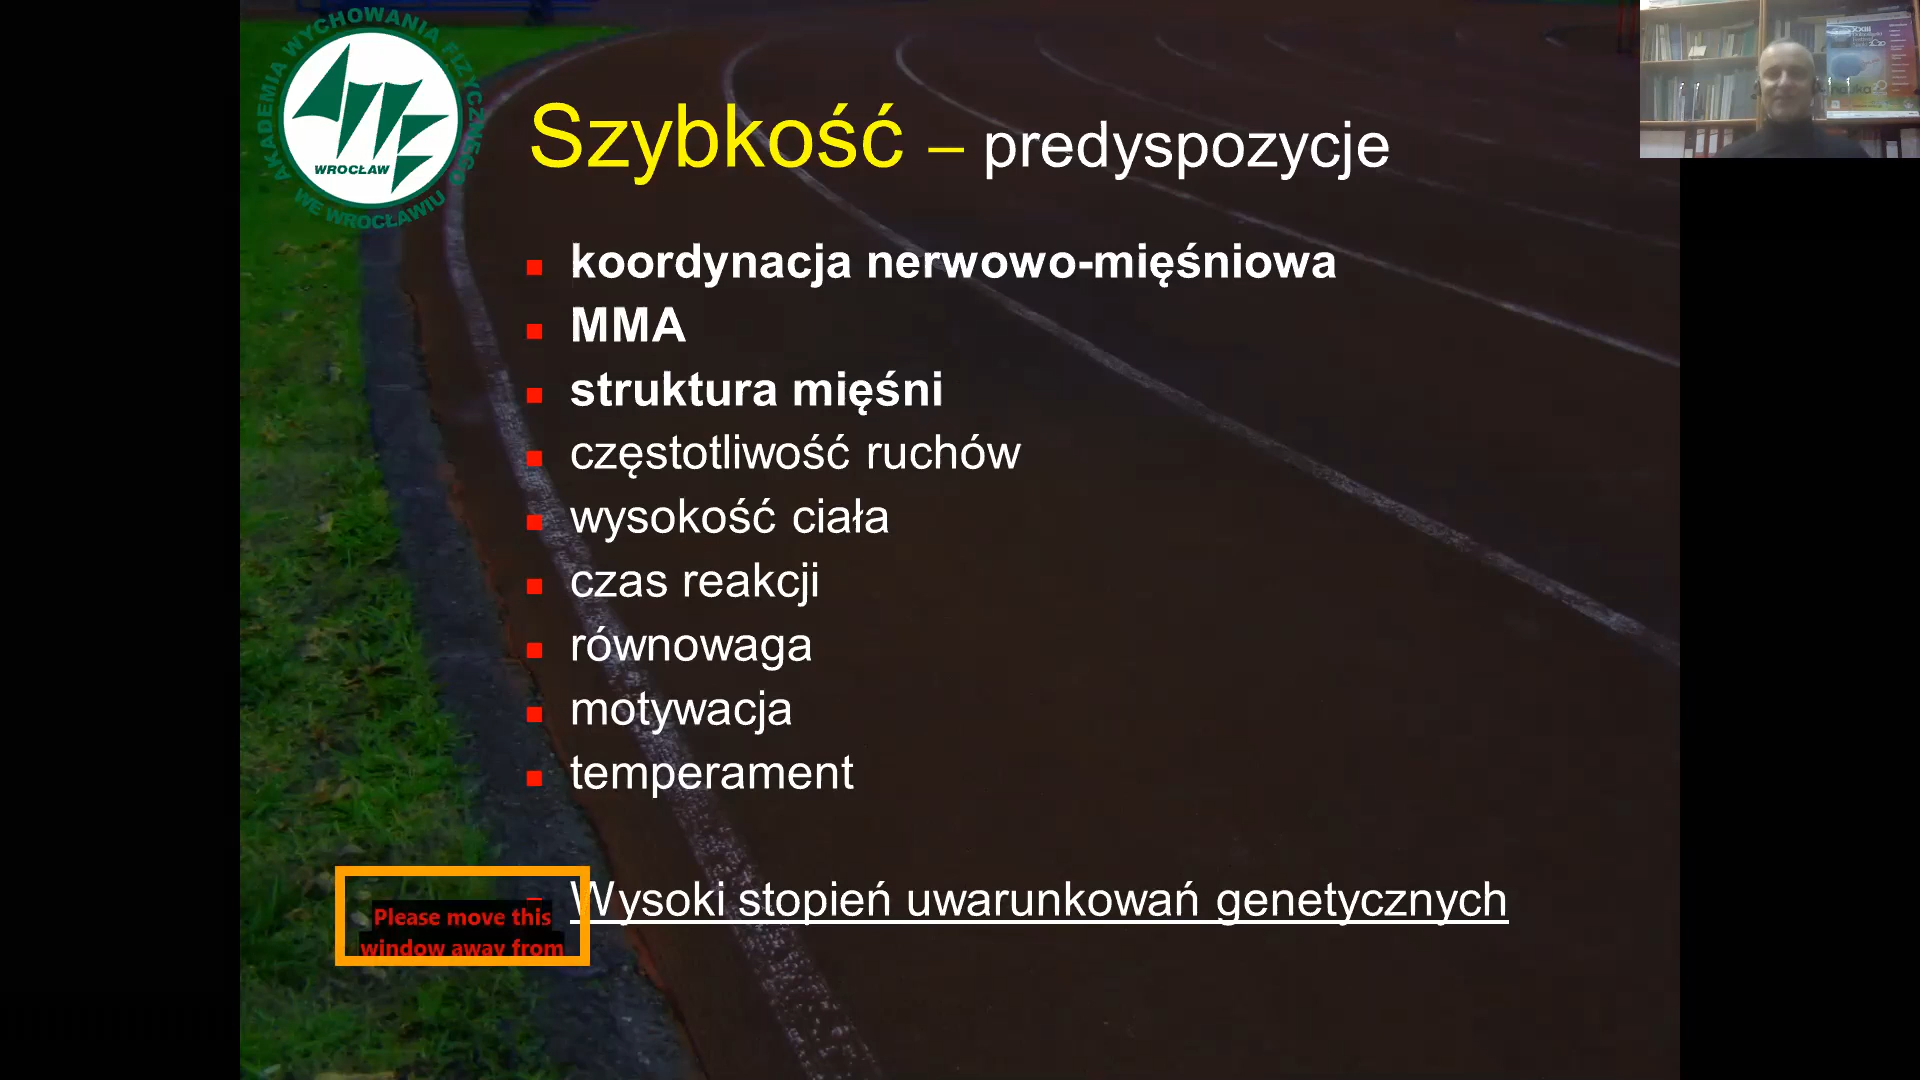 AKADEMIA WYCHOWANIA FIZYCZNEGO
WE WROCŁAWIU
WROCŁAW
Szybkość – predyspozycje
koordynacja nerwowo-mięśniowa
MMA
struktura mięśni
częstotliwość ruchów
wysokość ciała
czas reakcji
równowaga
motywacja
temperament
Wysoki stopień uwarunkowań genetycznych
Please move this
window away from
XXIII